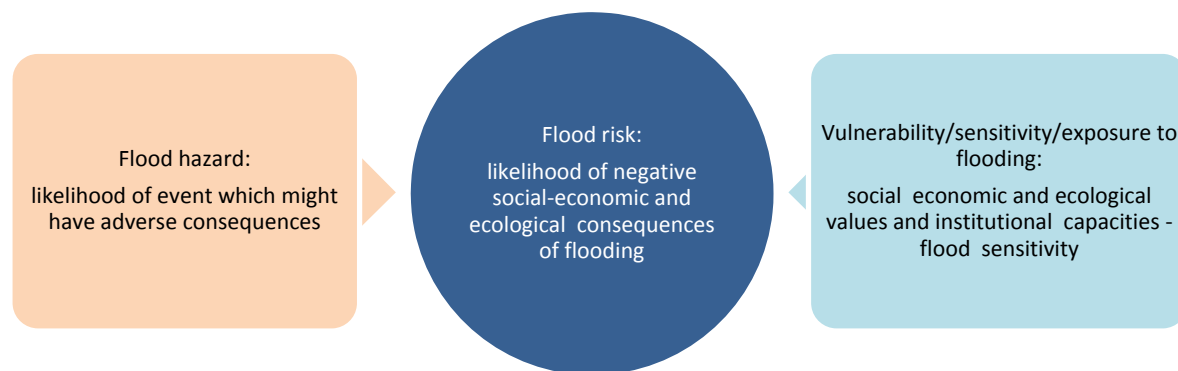 Flood hazard:
likelihood of event which might
have adverse consequences
Flood risk:
likelihood of negative
social-economic and
ecological consequences
of flooding
Vulnerability/sensitivity/exposure to
flooding:
social economic and ecological
values and institutional capacities -
flood sensitivity